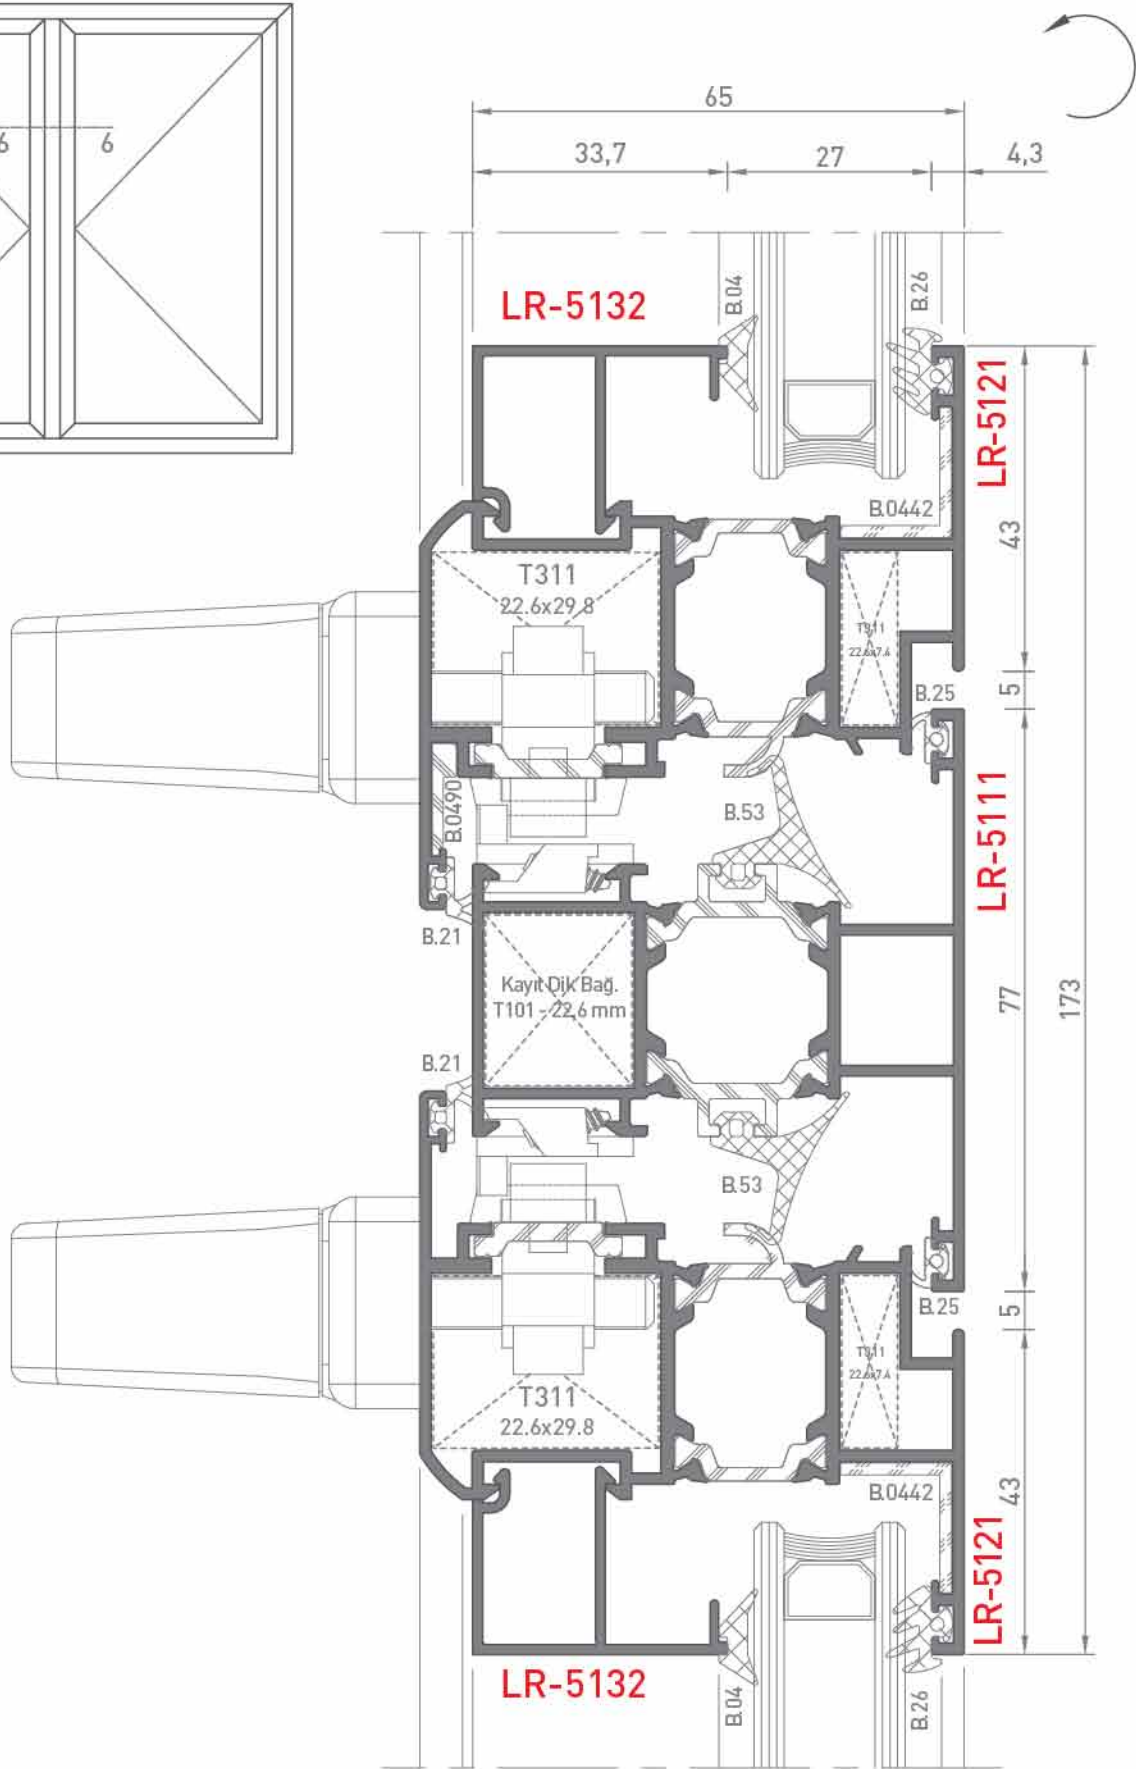 6
6
65
33,7
27
4,3
B.04
B.26
LR-5132
LR-5121
B.0442
43
T311
22.6x29.8
T311
22.6x7.4
B.25
5
B.0490
B.53
LR-5111
B.21
Kayıt Dik Bağ.
T101 - 22,6 mm
77
173
B.21
B.53
B.25
5
T311
22.6x7.4
T311
22.6x29.8
B.0442
43
LR-5121
LR-5132
B.04
B.26